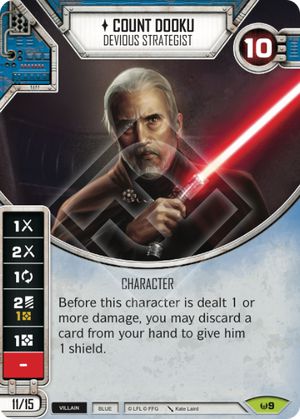 COUNT DOOKU
DEVIOUS STRATEGIST
10
1
2
1
2
1
1
-
CHARACTER
Before this character is dealt 1 or
more damage, you may discard a
card from your hand to give him
1 shield.
11/15
VILLAIN
BLUE
© LFL © FFG
Kate Laird
9